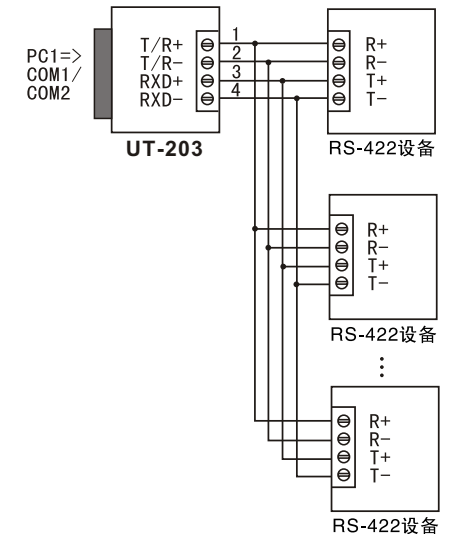 PC1=>
COM1/
COM2
T/R+
T/R-
RXD+
RXD-
1
2
3
4
UT-203
R+
R-
T+
T-
RS-422设备
R+
R-
T+
T-
RS-422设备
R+
R-
T+
T-
RS-422设备